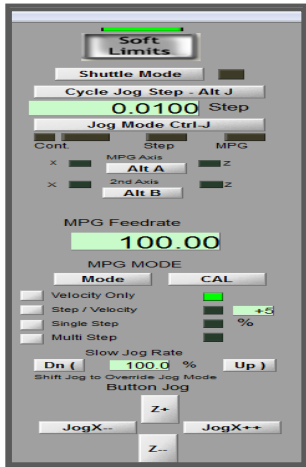 Soft
Limits
Shuttle Mode
Cycle Jog Step - Alt J
0.0100 Step
Jog Mode Ctrl-J
Cont. Step MPG
MPG Axis
X Alt A Z
2nd Axis
X Alt B Z
MPG Feedrate
100.00
MPG MODE
Mode CAL
Velocity Only
Step / Velocity +5
Single Step %
Multi Step
Slow Jog Rate
Dn ( 100.0 % Up )
Shift Jog to Override Jog Mode
Button Jog
Z+
JogX-- JogX++
Z--